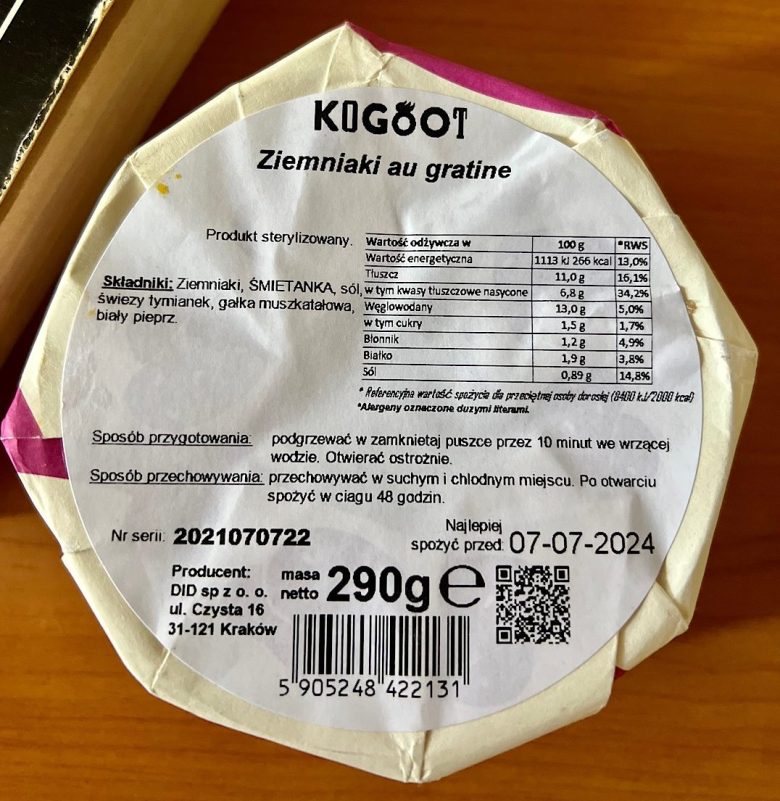 KOGOOT
Ziemniaki au gratine
Produkt sterylizowany.
Składniki: Ziemniaki, ŚMIETANKA, sól,
świeży tymianek, gałka muszkatałowa,
biały pieprz.
Wartość odżywcza w 100 g *RWS
Wartość energetyczna 1113 kJ 266 kcal 13,0%
Tłuszcz 11,0 g 16,1%
w tym kwasy tłuszczowe nasycone 6,8 g 34,2%
Węglowodany 13,0 g 5,0%
w tym cukry 1,5 g 1,7%
Błonnik 1,2 g 4,9%
Białko 1,9 g 3,8%
Sól 0,89 g 14,8%
* Referencyjna wartość spożycia dla przeciętnej osoby dorosłej (8400 kJ/2000 kcal)
*Alergeny oznaczone dużymi literami.
Sposób przygotowania: podgrzewać w zamknietaj puszce przez 10 minut we wrzącej
wodzie. Otwierać ostrożnie.
Sposób przechowywania: przechowywać w suchym i chłodnym miejscu. Po otwarciu
spożyć w ciagu 48 godzin.
Nr serii: 2021070722
Najlepiej
spożyć przed: 07-07-2024
Producent:
DID sp z o. o.
ul. Czysta 16
31-121 Kraków
masa
netto 290g e
5 905248 422131